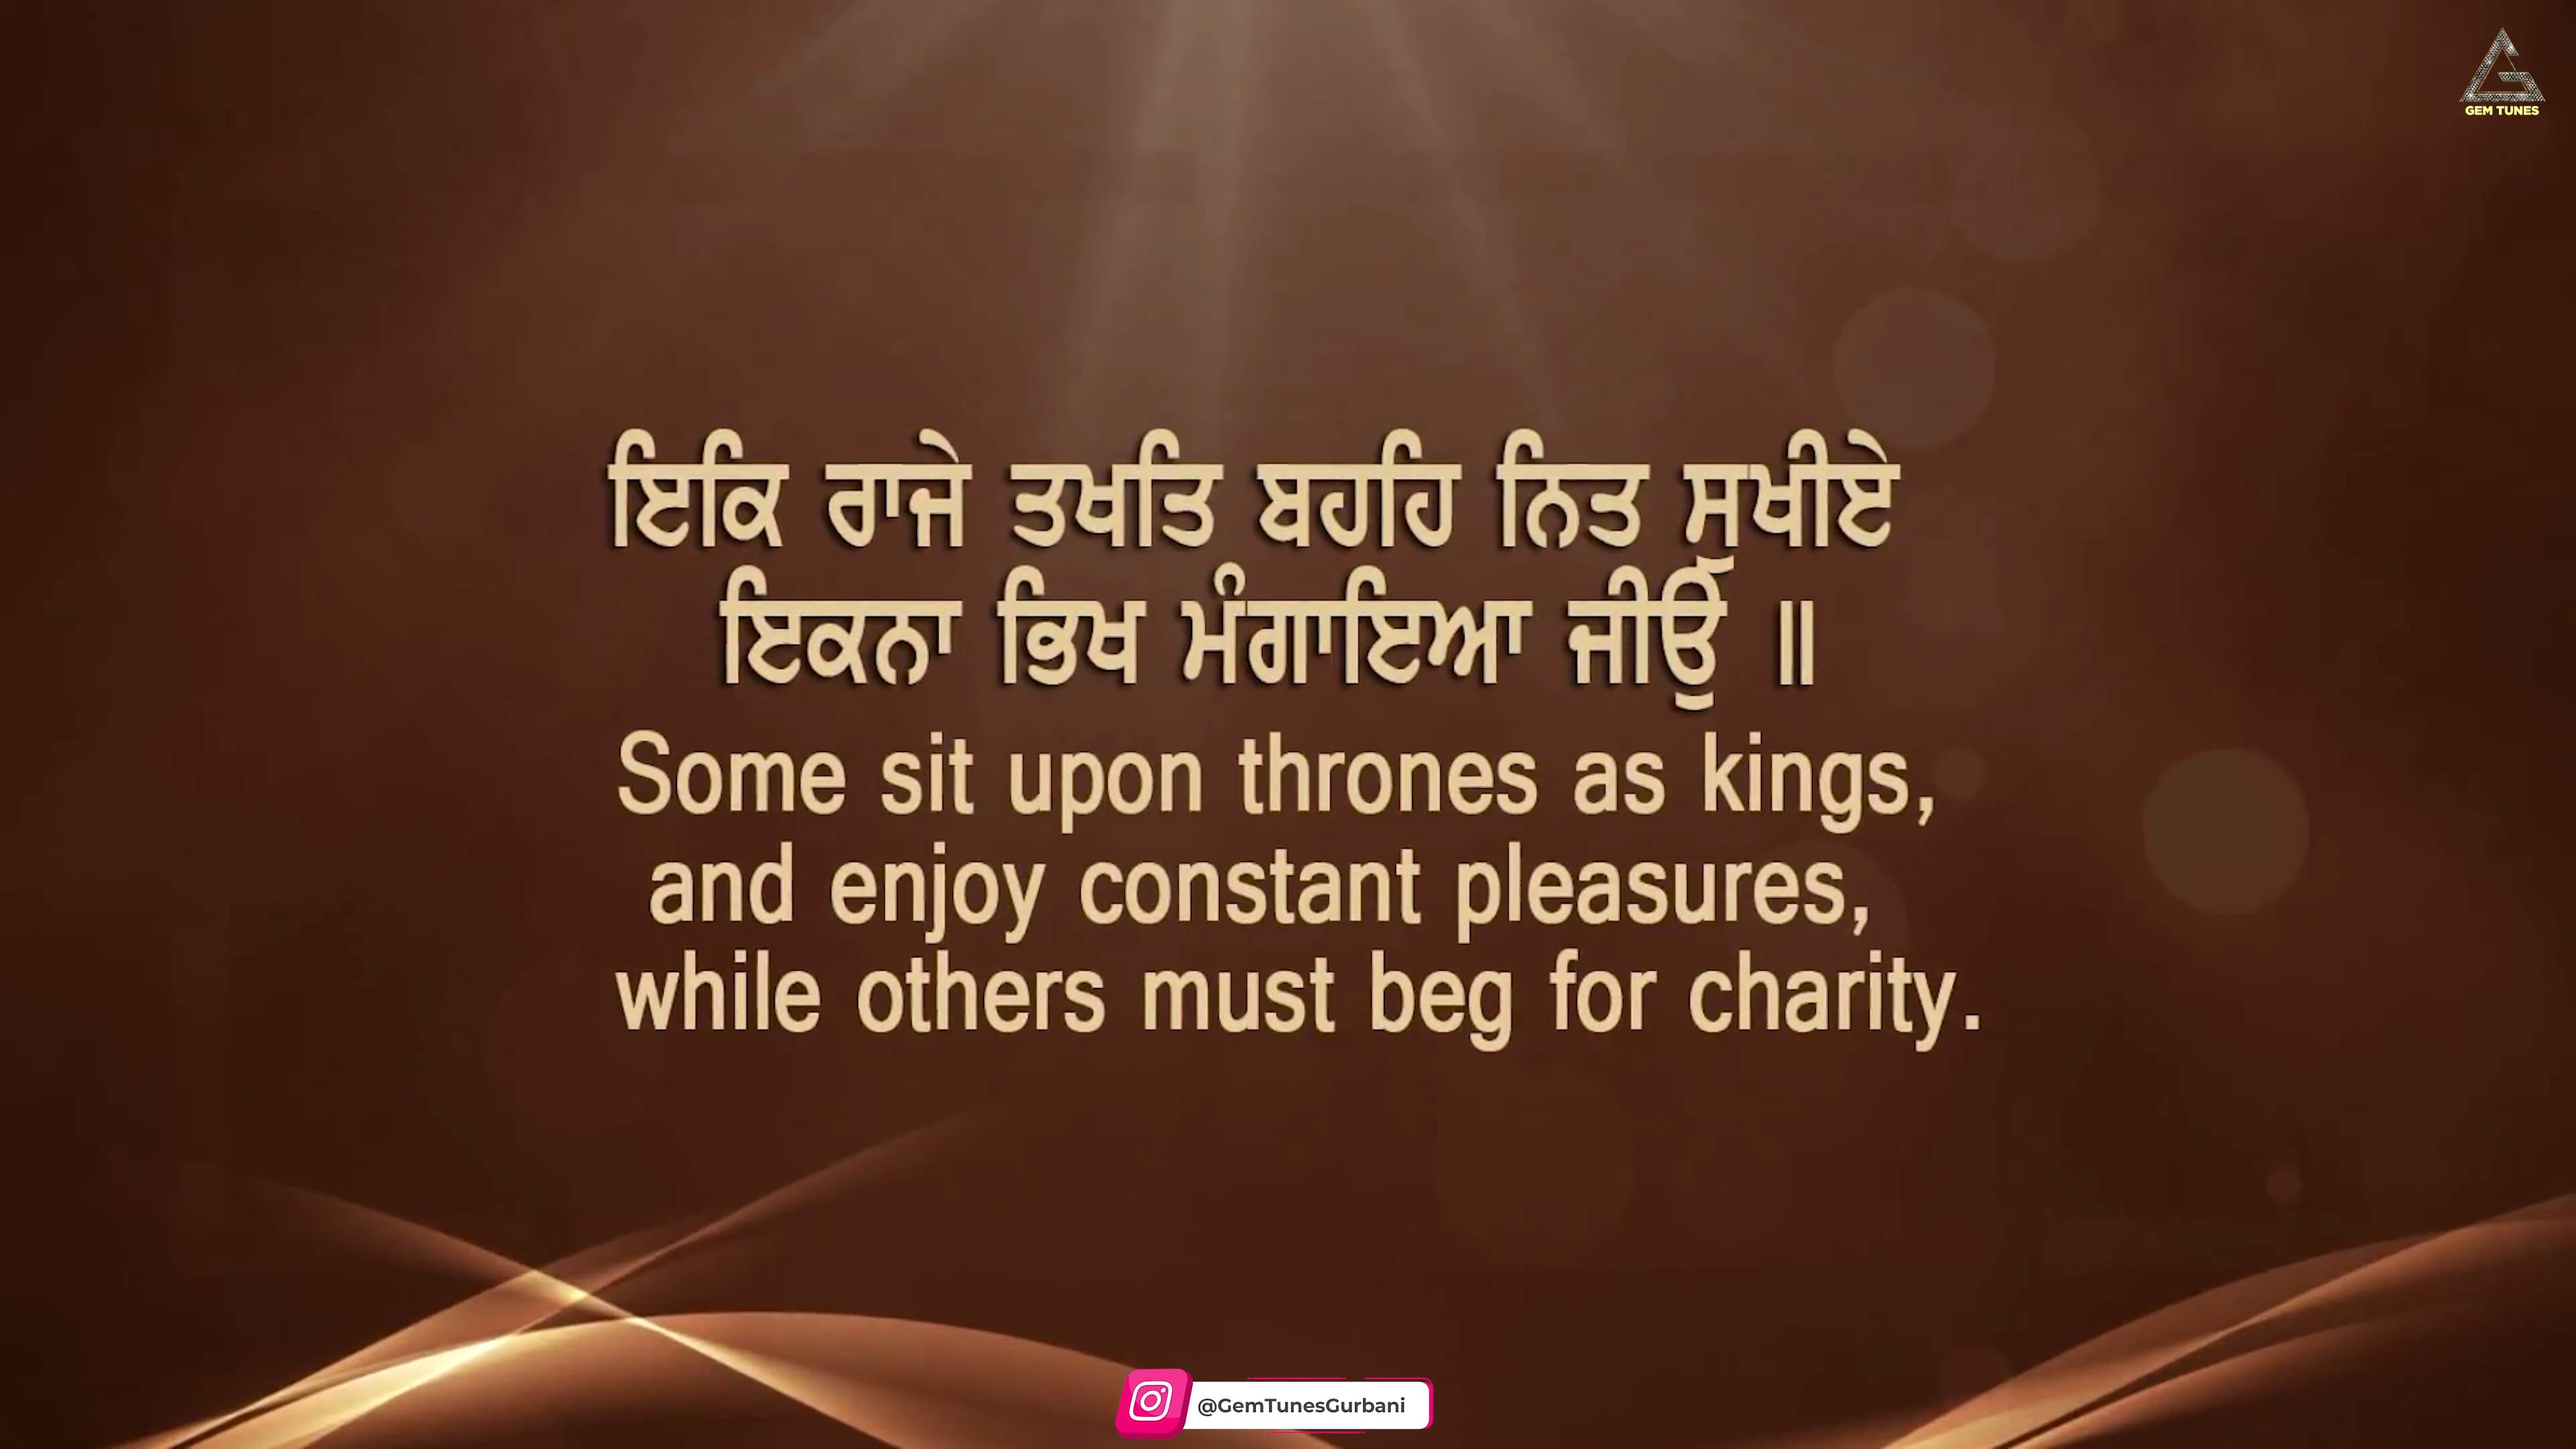 GEM TUNES
ਇਕਿ ਰਾਜੇ ਤਖਤਿ ਬਹਹਿ ਨਿਤ ਸੁਖੀਏ
ਇਕਨਾ ਭਿਖ ਮੰਗਾਇਆ ਜੀਉ ॥
Some sit upon thrones as kings,
and enjoy constant pleasures,
while others must beg for charity.
@GemTunesGurbani